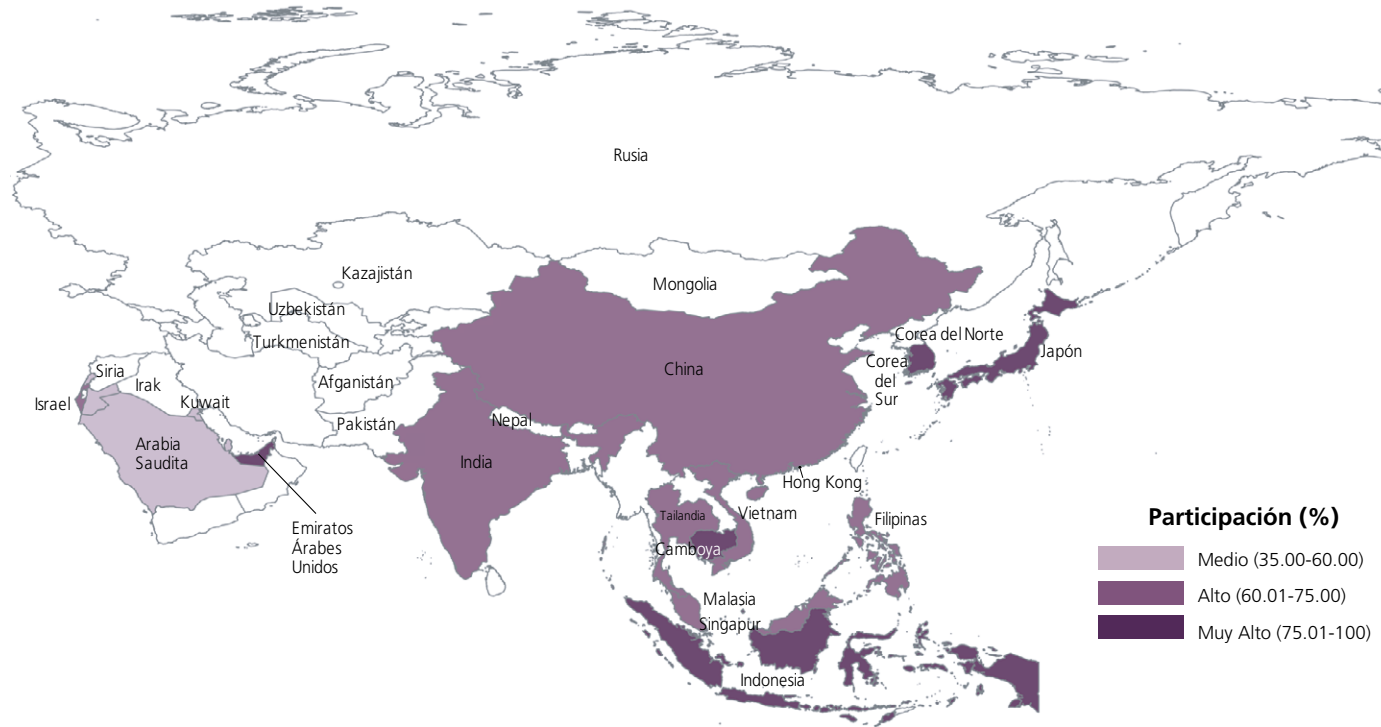 Rusia
Kazajistán
Mongolia
Uzbekistán
Turkmenistán
Corea del Norte
Japón
Siria
Irak
Afganistán
China
Corea
del
Sur
Israel
Kuwait
Pakistán
Nepal
Arabia
Saudita
India
Hong Kong
Tailandia
Vietnam
Filipinas
Emiratos
Árabes
Unidos
Camboya
Malasia
Singapur
Indonesia
Participación (%)
Medio (35.00-60.00)
Alto (60.01-75.00)
Muy Alto (75.01-100)